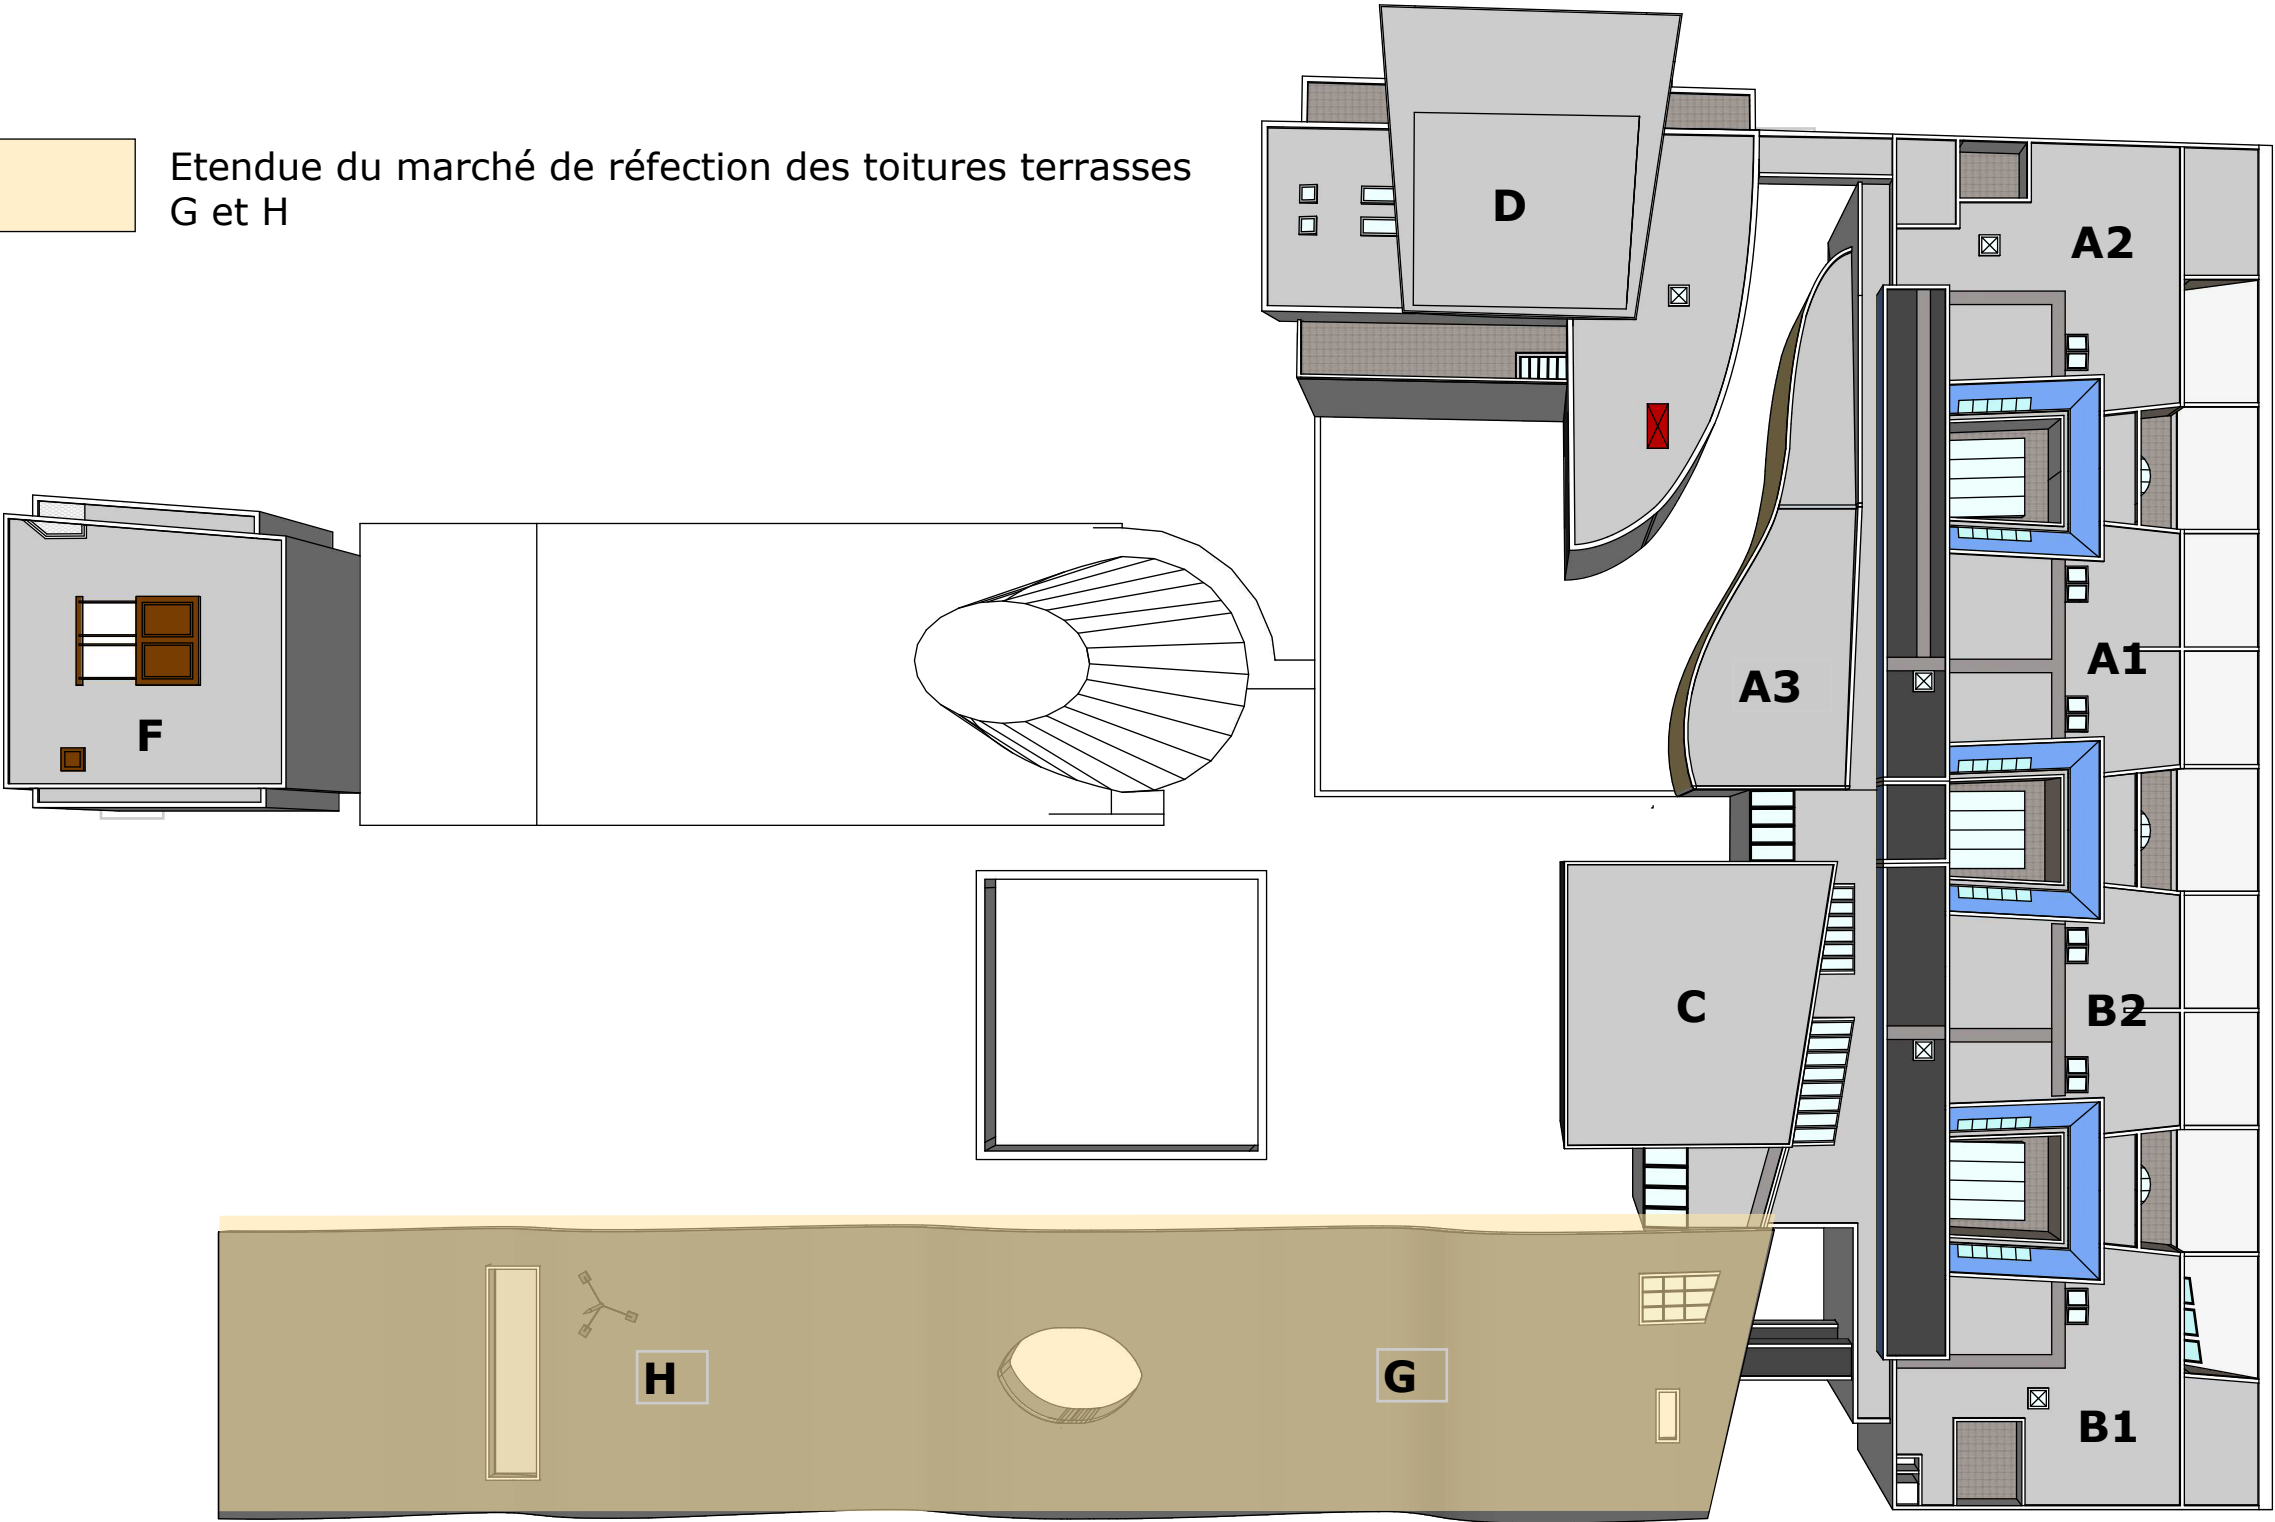 Etendue du marché de réfection des toitures terrasses
G et H
D
A2
A1
A3
F
C
B2
H
G
B1